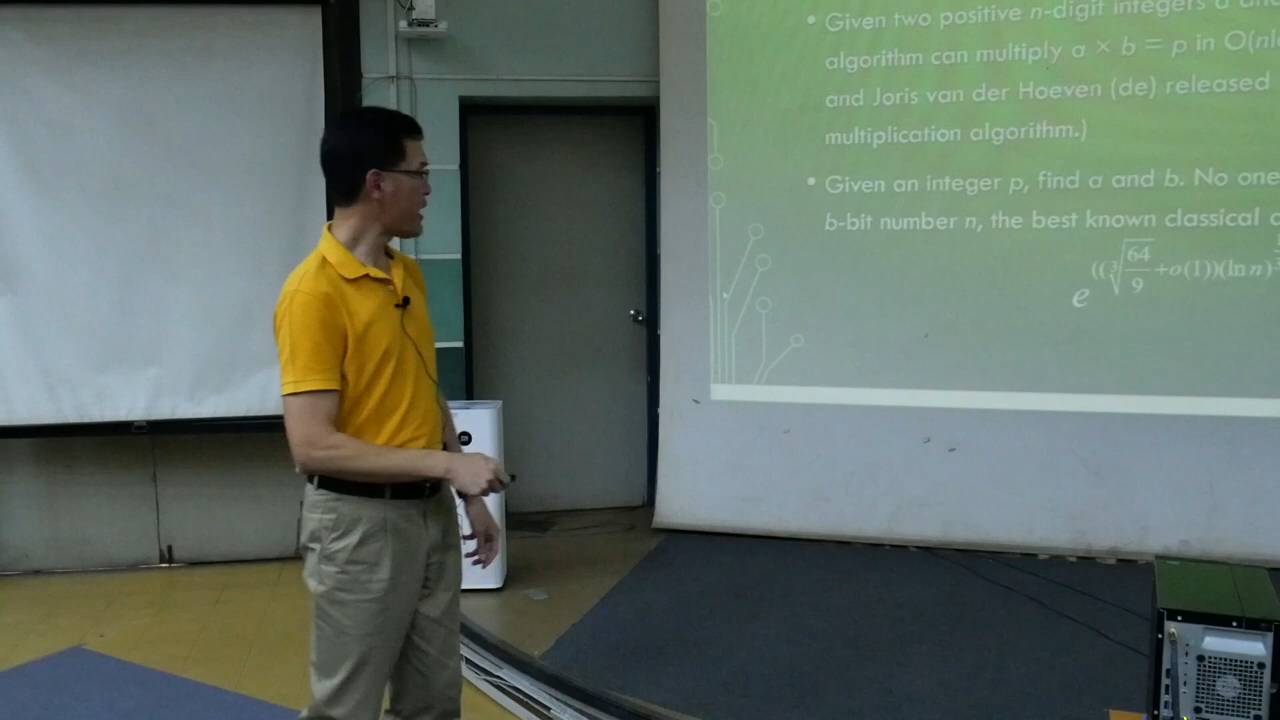 • Given two positive n-digit integers a and
algorithm can multiply a × b = p in O(nl
and Joris van der Hoeven (de) released
multiplication algorithm.)
• Given an integer p, find a and b. No one
b-bit number n, the best known classical
e^((∛(64/9)+o(1))(ln n)^
mi